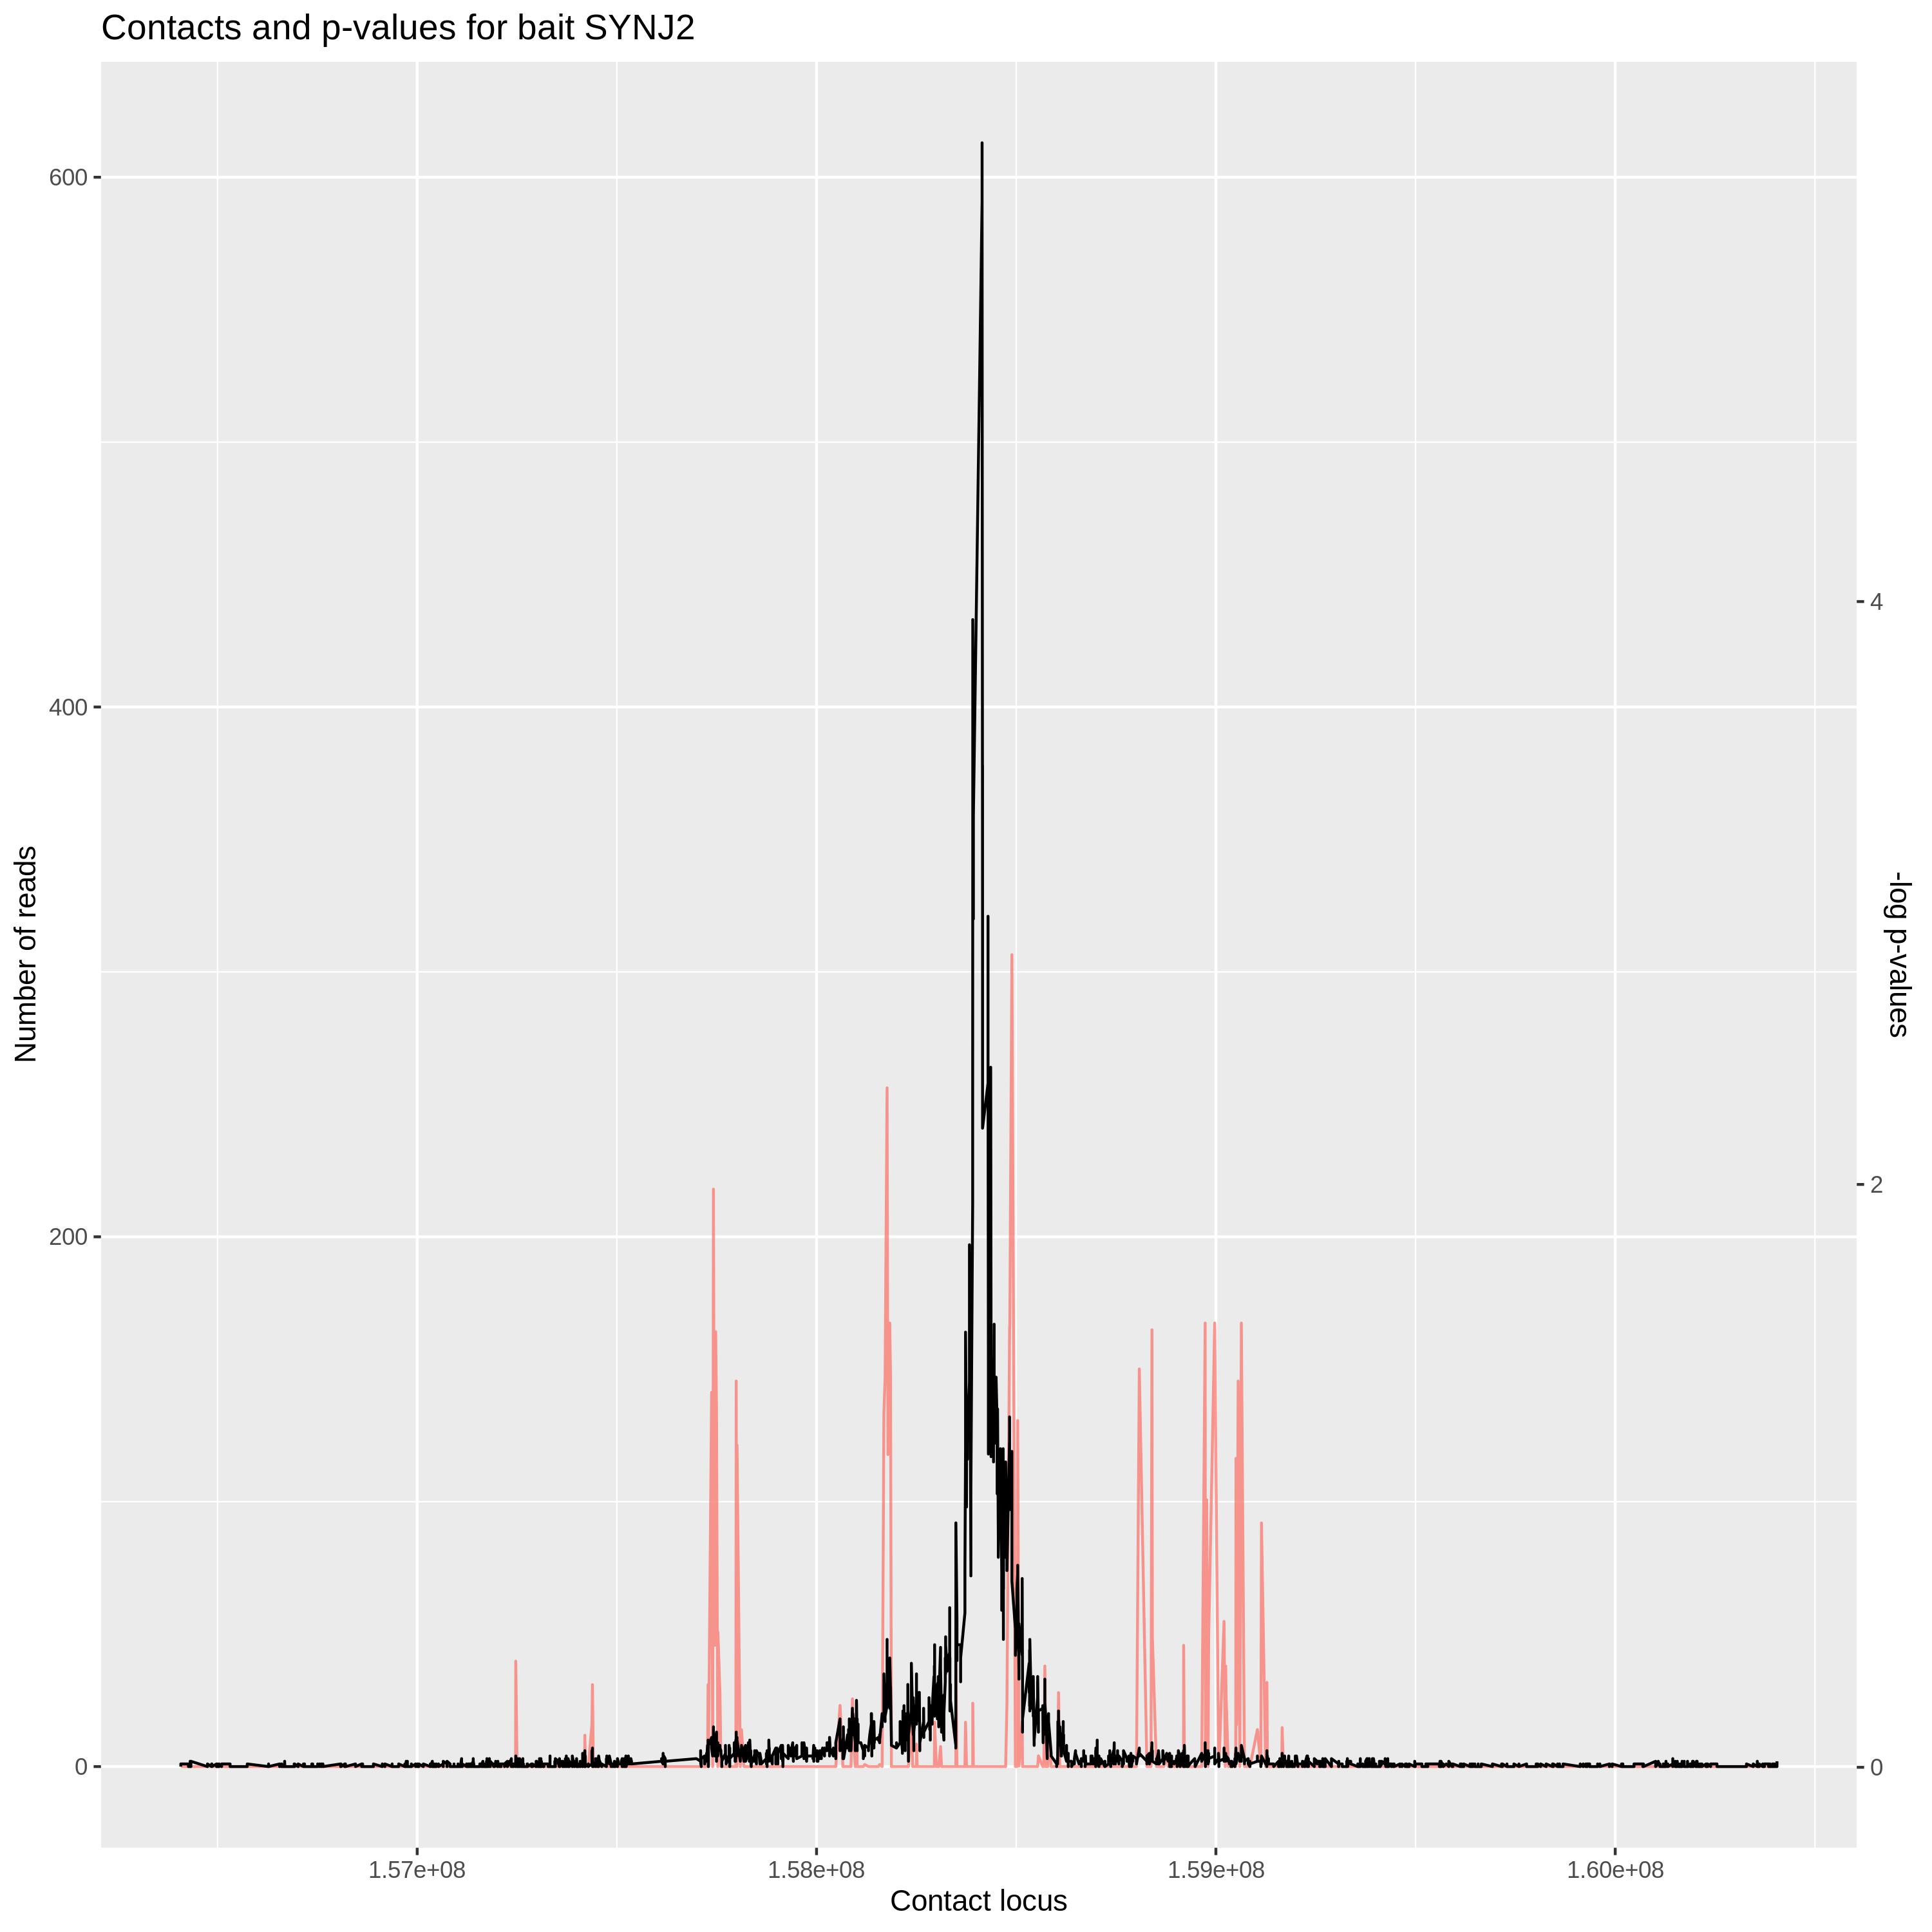 Contacts and p-values for bait SYNJ2
600
400
200
0
Number of reads
4
2
0
-log p-values
1.57e+08
1.58e+08
1.59e+08
1.60e+08
Contact locus